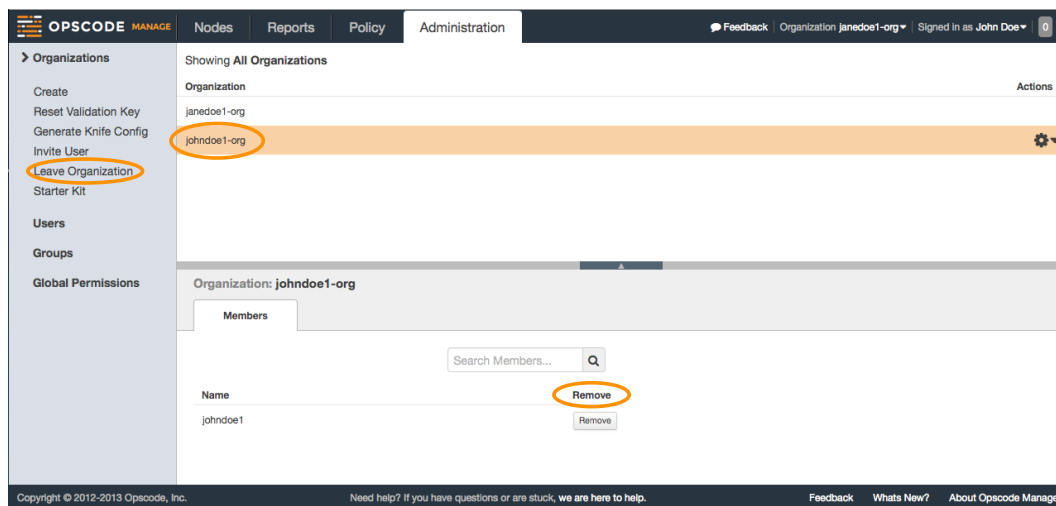 OPSCODE MANAGE Nodes Reports Policy Administration Feedback Organization janedoe1-org Signed in as John Doe 0
Organizations
Create
Reset Validation Key
Generate Knife Config
Invite User
Leave Organization
Starter Kit
Users
Groups
Global Permissions
Showing All Organizations
Organization Actions
janedoe1-org
johndoe1-org
Organization: johndoe1-org
Members
Search Members...
Name Remove
johndoe1 Remove
Copyright © 2012-2013 Opscode, Inc. Need help? If you have questions or are stuck, we are here to help. Feedback Whats New? About Opscode Manage